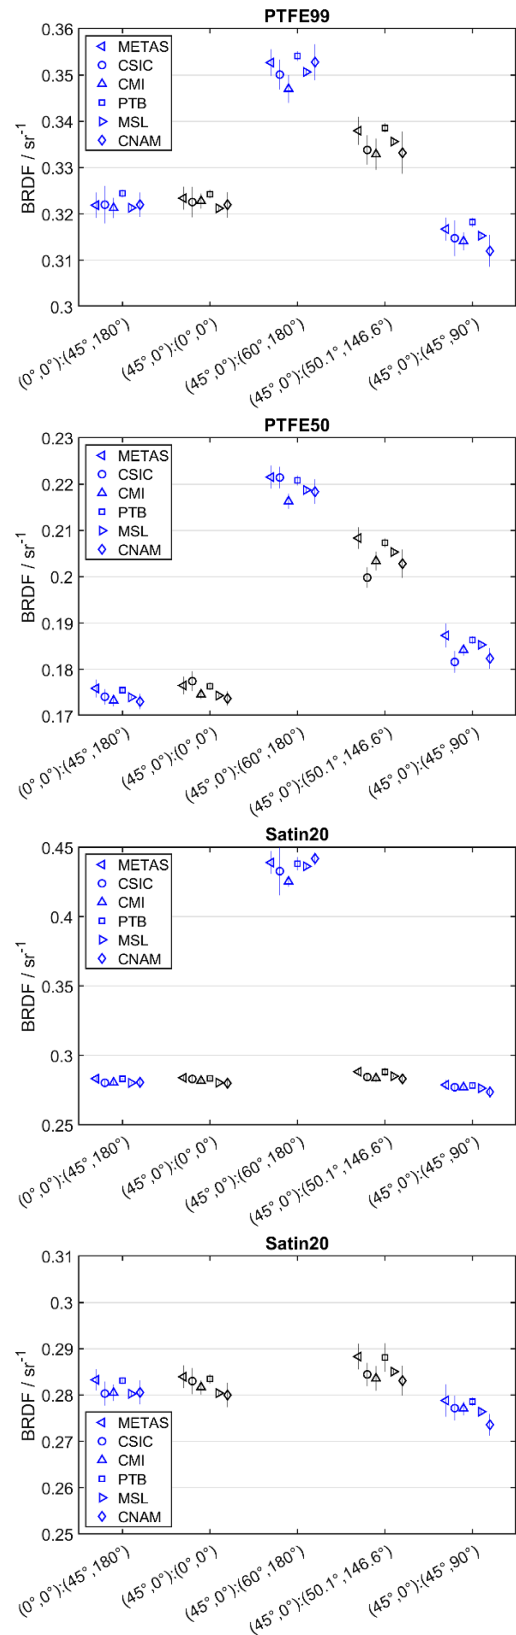 PTFE99
0.36
0.35
0.34
0.33
0.32
0.31
0.3
BRDF / sr⁻¹
METAS
CSIC
CMI
PTB
MSL
CNAM
(0°,0°):(45°,180°)
(45°,0°):(0°,0°)
(45°,0°):(60°,180°)
(45°,0°):(50.1°,146.6°)
(45°,0°):(45°,90°)
PTFE50
0.23
0.22
0.21
0.2
0.19
0.18
0.17
BRDF / sr⁻¹
METAS
CSIC
CMI
PTB
MSL
CNAM
(0°,0°):(45°,180°)
(45°,0°):(0°,0°)
(45°,0°):(60°,180°)
(45°,0°):(50.1°,146.6°)
(45°,0°):(45°,90°)
Satin20
0.45
0.4
0.35
0.3
0.25
BRDF / sr⁻¹
METAS
CSIC
CMI
PTB
MSL
CNAM
(0°,0°):(45°,180°)
(45°,0°):(0°,0°)
(45°,0°):(60°,180°)
(45°,0°):(50.1°,146.6°)
(45°,0°):(45°,90°)
Satin20
0.31
0.3
0.29
0.28
0.27
0.26
0.25
BRDF / sr⁻¹
METAS
CSIC
CMI
PTB
MSL
CNAM
(0°,0°):(45°,180°)
(45°,0°):(0°,0°)
(45°,0°):(60°,180°)
(45°,0°):(50.1°,146.6°)
(45°,0°):(45°,90°)